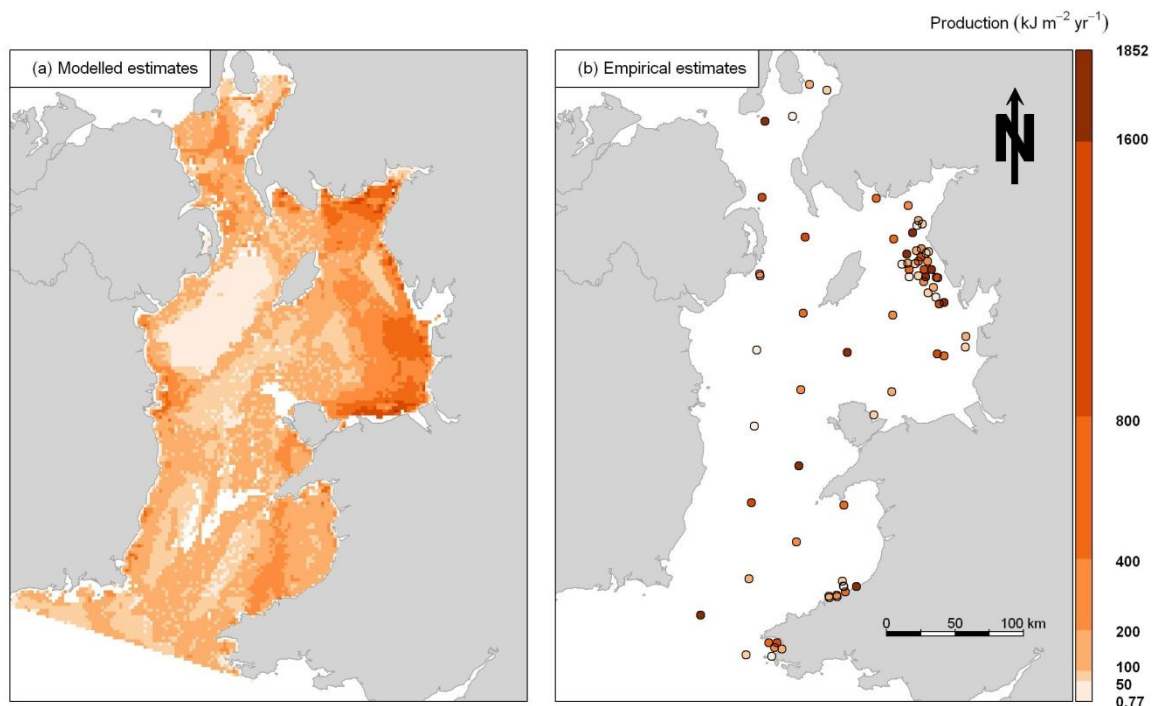 Production (kJ m⁻² yr⁻¹)
(a) Modelled estimates
(b) Empirical estimates
N
1852
1600
800
400
200
100
50
0.77
0 50 100 km